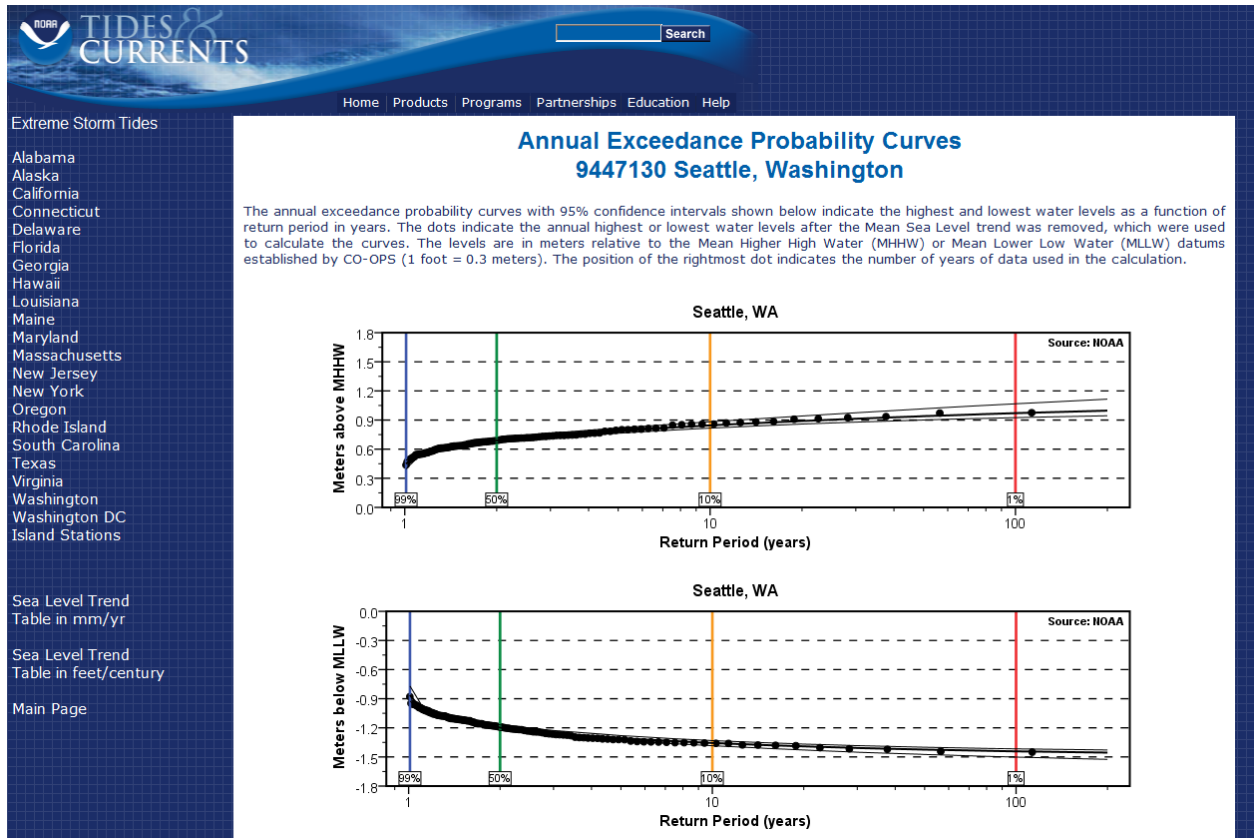 NOAA
TIDES &
CURRENTS
Search
Home Products Programs Partnerships Education Help
Extreme Storm Tides
Alabama
Alaska
California
Connecticut
Delaware
Florida
Georgia
Hawaii
Louisiana
Maine
Maryland
Massachusetts
New Jersey
New York
Oregon
Rhode Island
South Carolina
Texas
Virginia
Washington
Washington DC
Island Stations
Sea Level Trend
Table in mm/yr
Sea Level Trend
Table in feet/century
Main Page
Annual Exceedance Probability Curves
9447130 Seattle, Washington
The annual exceedance probability curves with 95% confidence intervals shown below indicate the highest and lowest water levels as a function of
return period in years. The dots indicate the annual highest or lowest water levels after the Mean Sea Level trend was removed, which were used
to calculate the curves. The levels are in meters relative to the Mean Higher High Water (MHHW) or Mean Lower Low Water (MLLW) datums
established by CO-OPS (1 foot = 0.3 meters). The position of the rightmost dot indicates the number of years of data used in the calculation.
Seattle, WA
Source: NOAA
Meters above MHHW
1.8
1.5
1.2
0.9
0.6
0.3
0.0
99% 50% 10% 1%
1 10 100
Return Period (years)
Seattle, WA
Source: NOAA
Meters below MLLW
0.0
-0.3
-0.6
-0.9
-1.2
-1.5
-1.8
99% 50% 10% 1%
1 10 100
Return Period (years)